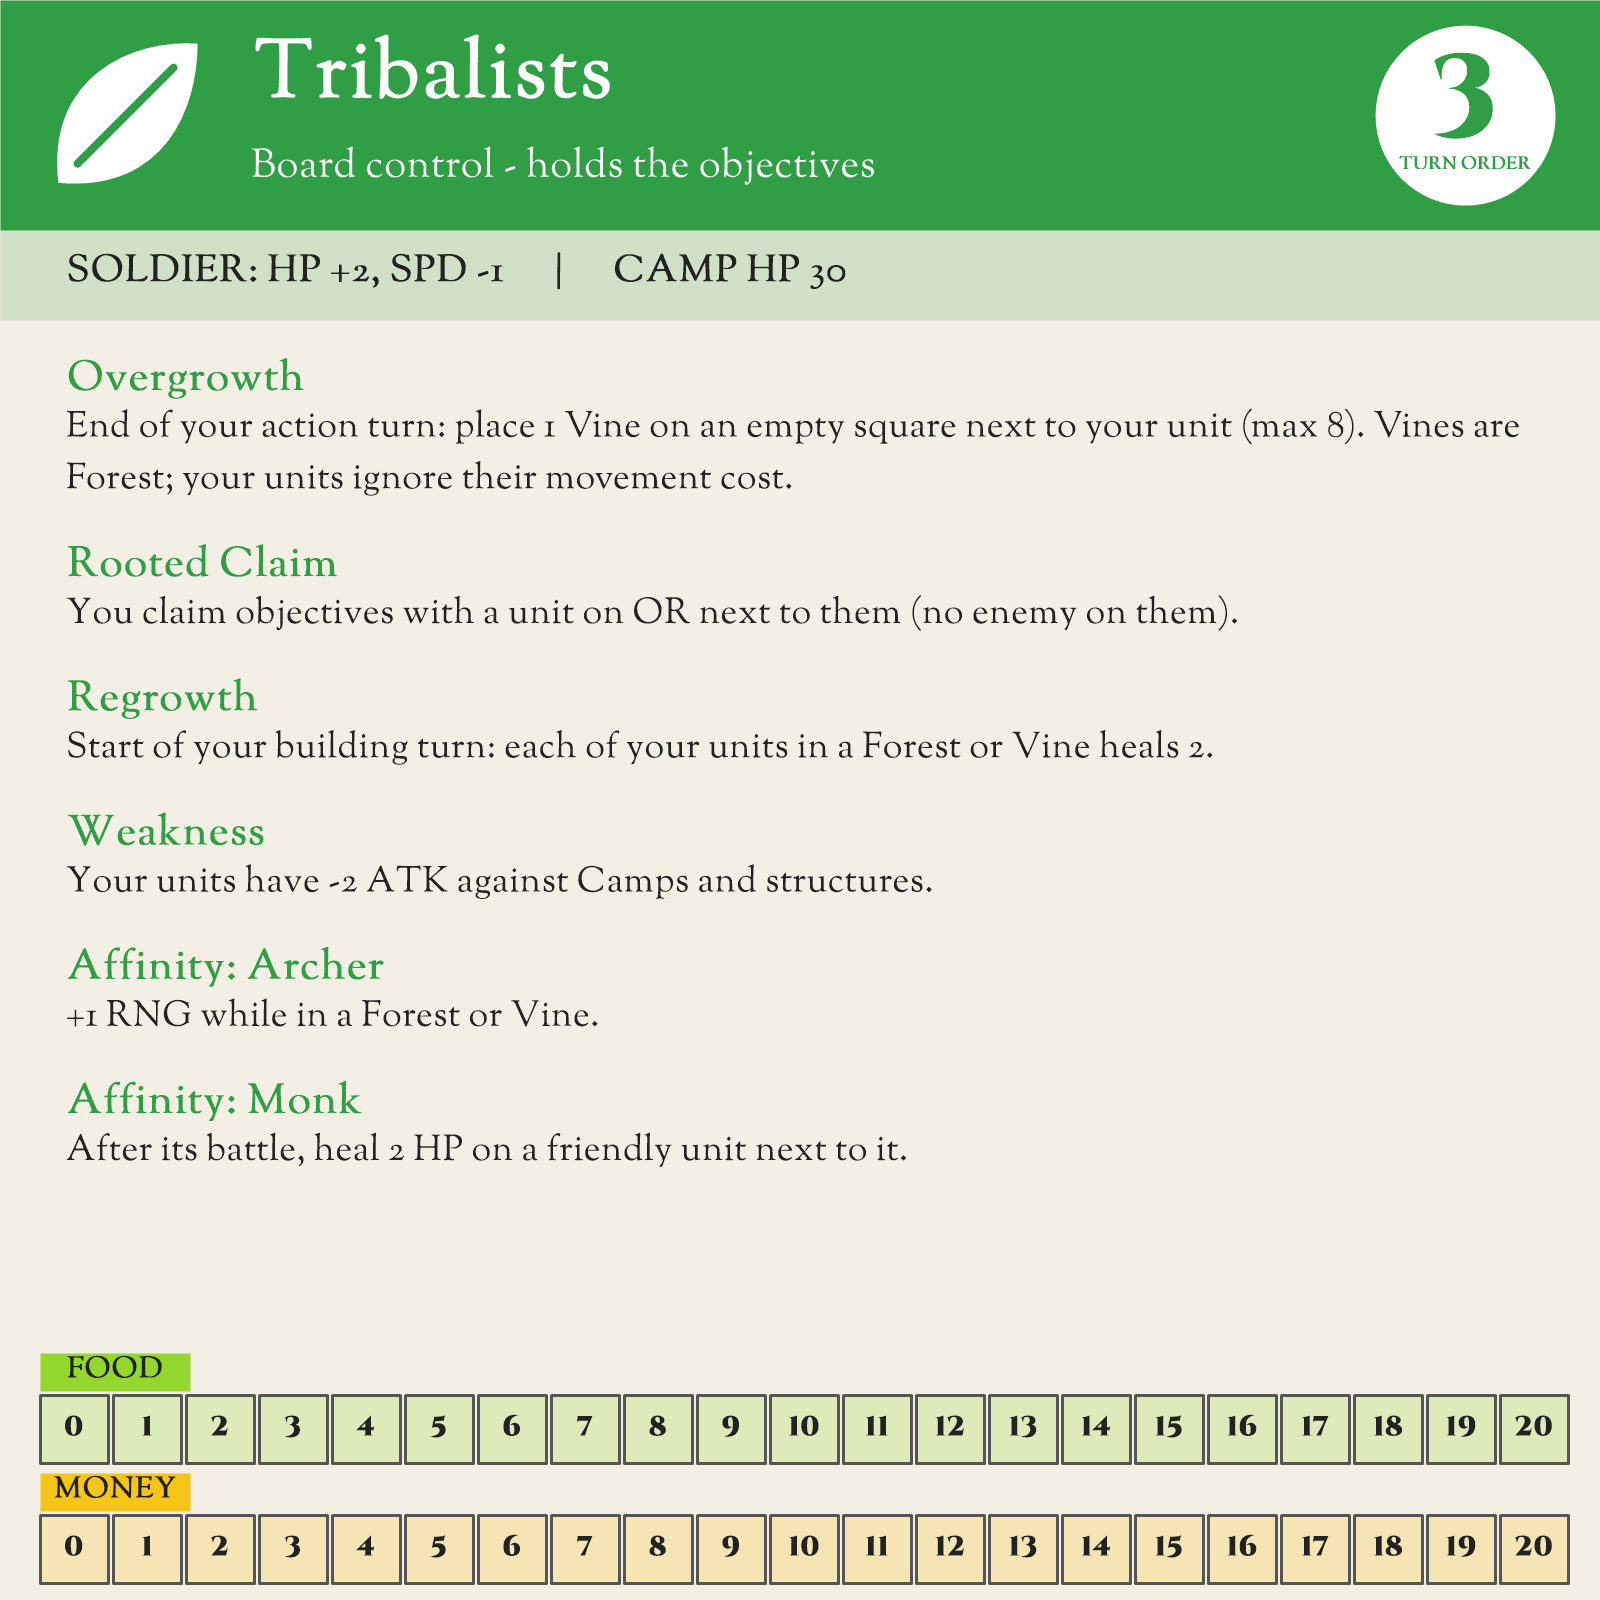 Tribalists
Board control - holds the objectives
3
TURN ORDER
SOLDIER: HP +2, SPD -1 | CAMP HP 30
Overgrowth
End of your action turn: place 1 Vine on an empty square next to your unit (max 8). Vines are
Forest; your units ignore their movement cost.
Rooted Claim
You claim objectives with a unit on OR next to them (no enemy on them).
Regrowth
Start of your building turn: each of your units in a Forest or Vine heals 2.
Weakness
Your units have -2 ATK against Camps and structures.
Affinity: Archer
+1 RNG while in a Forest or Vine.
Affinity: Monk
After its battle, heal 2 HP on a friendly unit next to it.
FOOD
0 1 2 3 4 5 6 7 8 9 10 11 12 13 14 15 16 17 18 19 20
MONEY
0 1 2 3 4 5 6 7 8 9 10 11 12 13 14 15 16 17 18 19 20